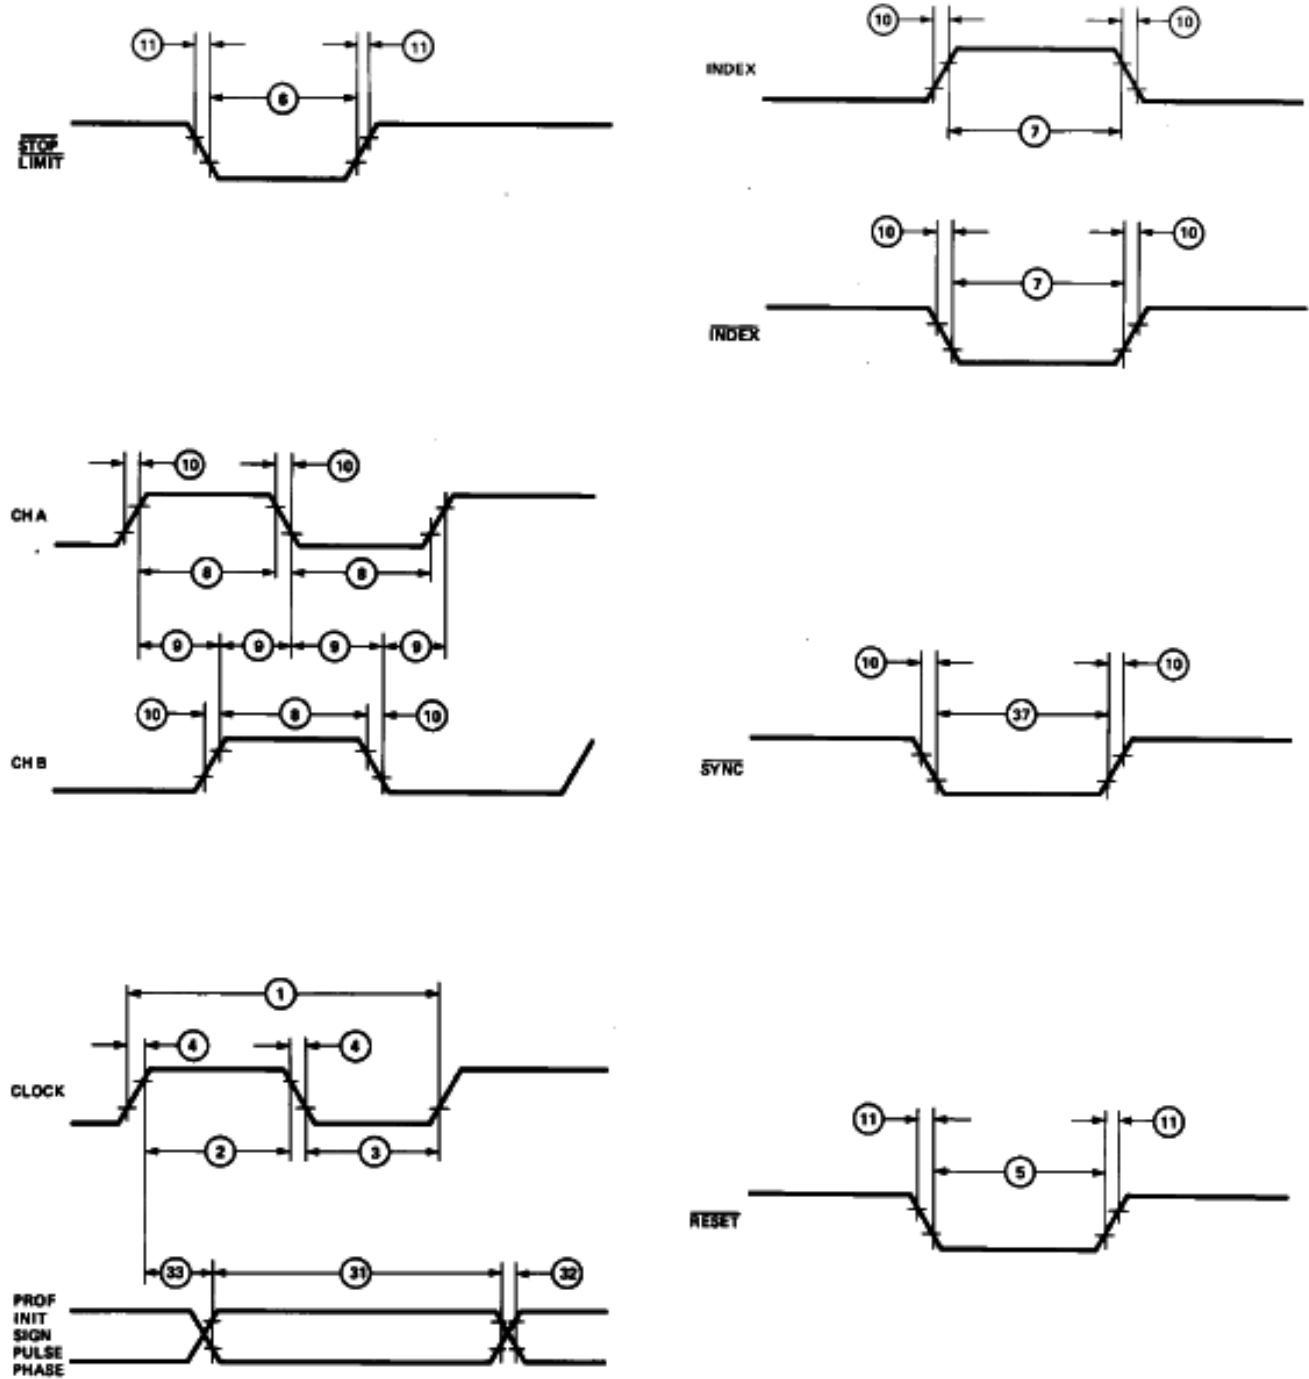 11 11
6
STOP
LIMIT
10 10
INDEX
7
10 10
7
INDEX
10 10
CH A
8 8
9 9 9 9
10 8 10
CH B
10 10
37
SYNC
1
4 4
CLOCK
2 3
33 31 32
PROF
INIT
SIGN
PULSE
PHASE
11 11
5
RESET